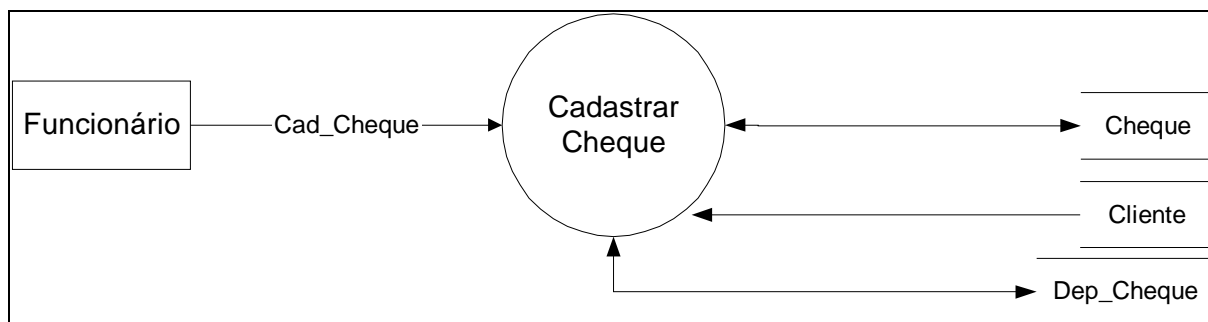 Funcionário
Cad_Cheque
Cadastrar
Cheque
Cheque
Cliente
Dep_Cheque